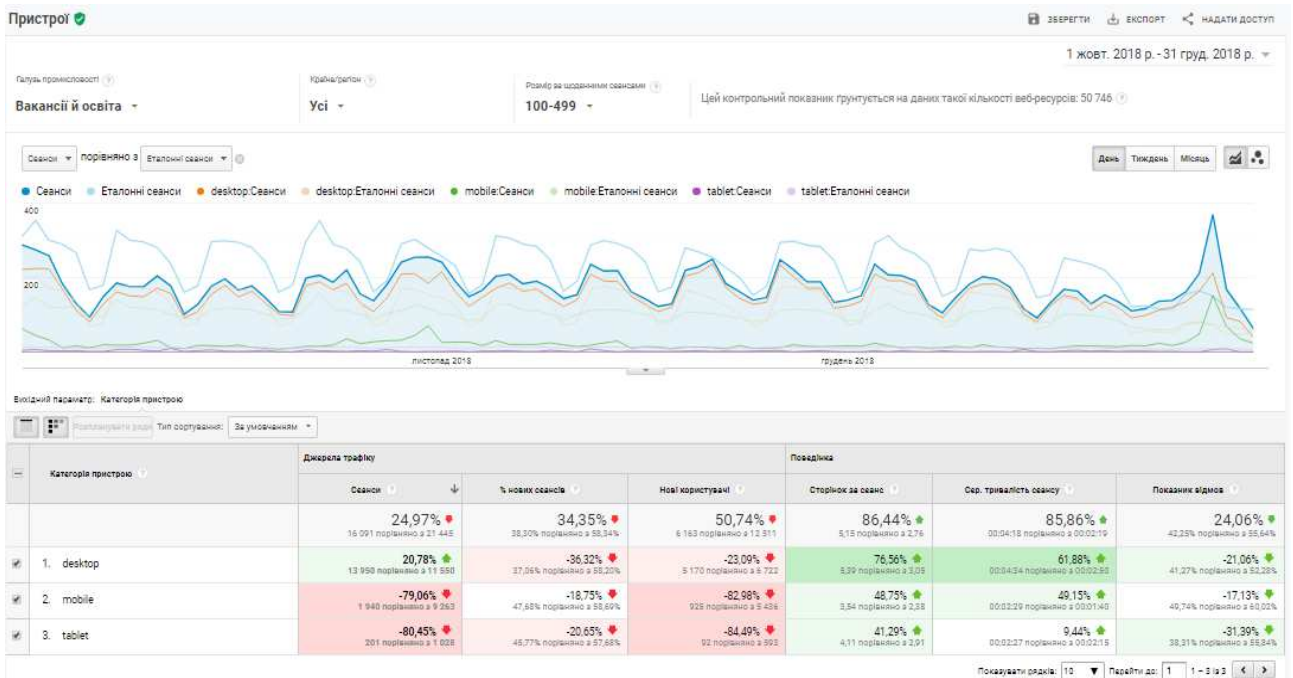 Пристрої
ЗБЕРЕГТИ ЕКСПОРТ НАДАТИ ДОСТУП
1 жовт. 2018 р. - 31 груд. 2018 р.
Галузь промисловості Країна/регіон Розмір за щоденними сеансами
Вакансії й освіта Усі 100-499 Цей контрольний показник ґрунтується на даних такої кількості веб-ресурсів: 50 746
Сеанси порівняно з Еталонні сеанси День Тиждень Місяць
Сеанси Еталонні сеанси desktop:Сеанси desktop:Еталонні сеанси mobile:Сеанси mobile:Еталонні сеанси tablet:Сеанси tablet:Еталонні сеанси
400
200
листопад 2018 грудень 2018
Вихідний параметр: Категорія пристрою
Розпланувати ряди Тип сортування: За умовчанням
Джерела трафіку Поведінка
Категорія пристрою
Сеанси % нових сеансів Нові користувачі Сторінок за сеанс Сер. тривалість сеансу Показник відмов
24,97% 34,35% 50,74% 86,44% 85,86% 24,06%
16 091 порівняно з 21 445 38,30% порівняно з 58,34% 6 163 порівняно з 12 511 5,15 порівняно з 2,76 00:04:18 порівняно з 00:02:19 42,25% порівняно з 55,64%
20,78% -36,32% -23,09% 76,56% 61,88% -21,06%
1. desktop 13 950 порівняно з 11 550 37,06% порівняно з 58,20% 5 170 порівняно з 6 722 5,39 порівняно з 3,05 00:04:34 порівняно з 00:02:50 41,27% порівняно з 52,28%
-79,06% -18,75% -82,98% 48,75% 49,15% -17,13%
2. mobile 1 940 порівняно з 9 263 47,68% порівняно з 58,69% 925 порівняно з 5 436 3,54 порівняно з 2,38 00:02:29 порівняно з 00:01:40 49,74% порівняно з 60,02%
-80,45% -20,65% -84,49% 41,29% 9,44% -31,39%
3. tablet 201 порівняно з 1 028 45,77% порівняно з 57,68% 92 порівняно з 593 4,11 порівняно з 2,91 00:02:27 порівняно з 00:02:15 38,31% порівняно з 55,84%
Показувати рядків: 10 Перейти до: 1 1 – 3 із 3